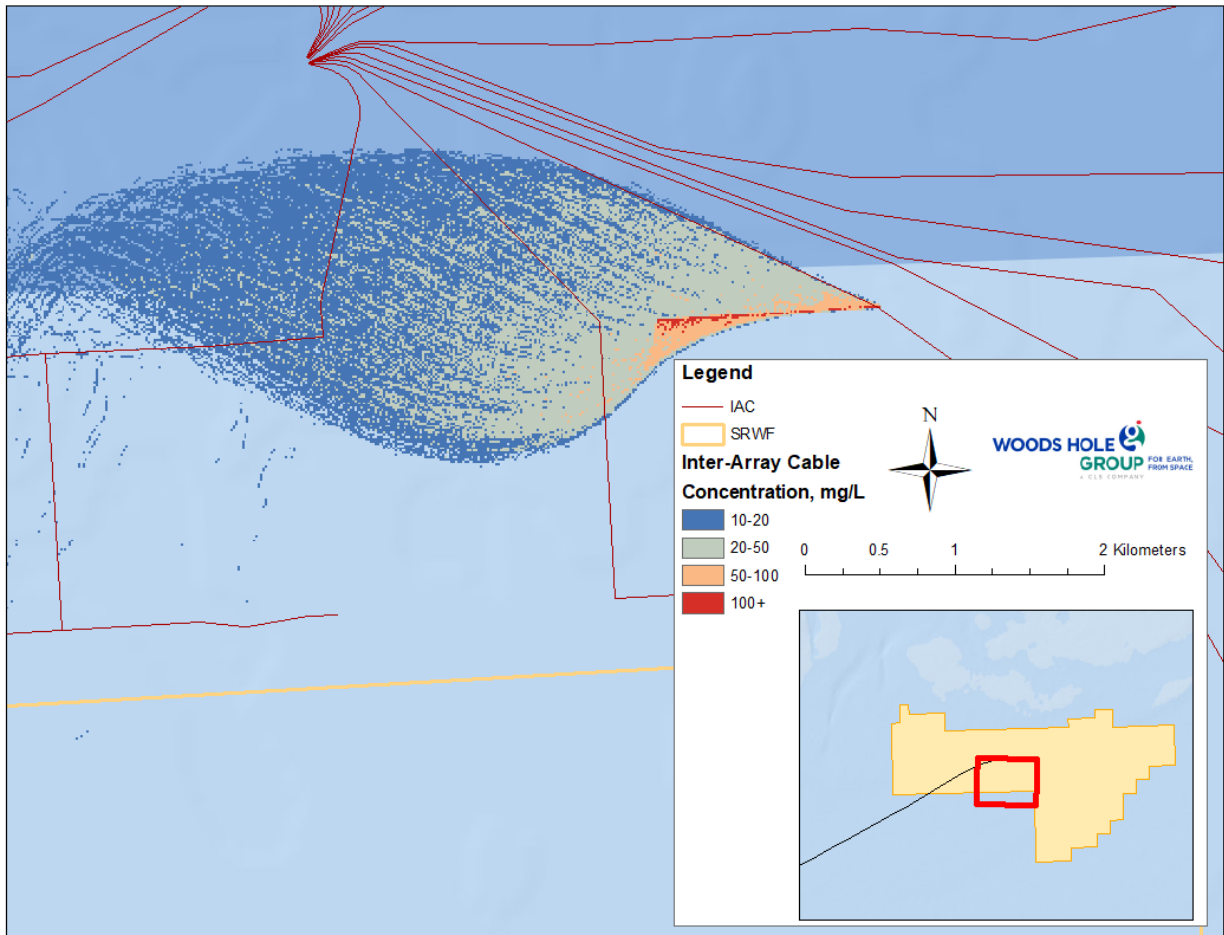 Legend
IAC
SRWF
Inter-Array Cable
Concentration, mg/L
10-20
20-50
50-100
100+
N
WOODS HOLE
GROUP
FOR EARTH,
FROM SPACE
A CLS COMPANY
0 0.5 1 2 Kilometers